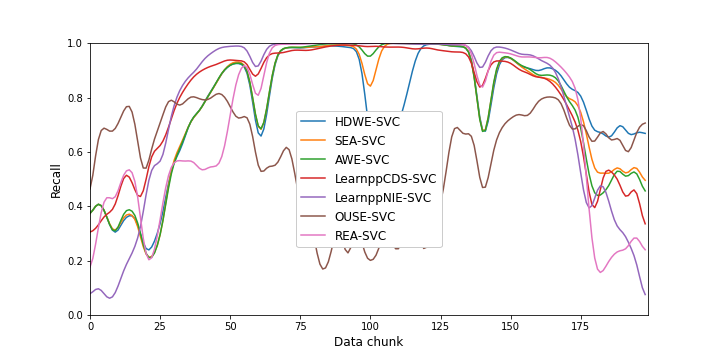 1.0
0.8
0.6
0.4
0.2
0.0
Recall
HDWE-SVC
SEA-SVC
AWE-SVC
LearnppCDS-SVC
LearnppNIE-SVC
OUSE-SVC
REA-SVC
0 25 50 75 100 125 150 175
Data chunk